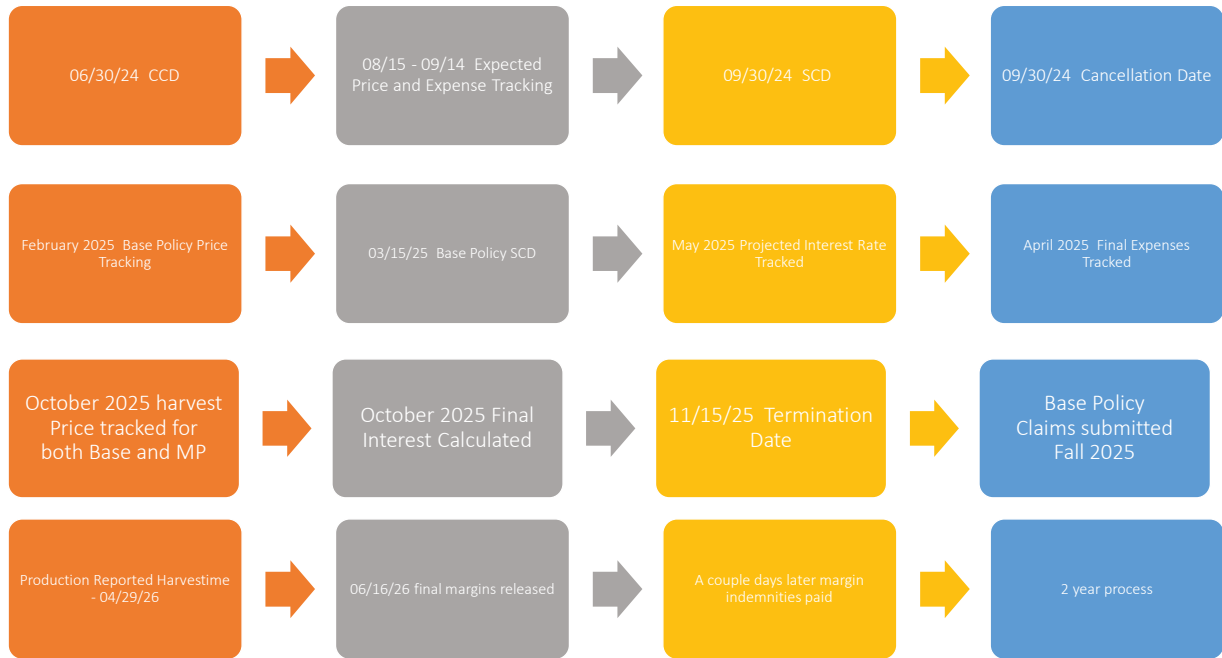 06/30/24 CCD
08/15 - 09/14 Expected
Price and Expense Tracking
09/30/24 SCD
09/30/24 Cancellation Date
February 2025 Base Policy Price
Tracking
03/15/25 Base Policy SCD
May 2025 Projected Interest Rate
Tracked
April 2025 Final Expenses
Tracked
October 2025 harvest
Price tracked for
both Base and MP
October 2025 Final
Interest Calculated
11/15/25 Termination
Date
Base Policy
Claims submitted
Fall 2025
Production Reported Harvestime
- 04/29/26
06/16/26 final margins released
A couple days later margin
indemnities paid
2 year process